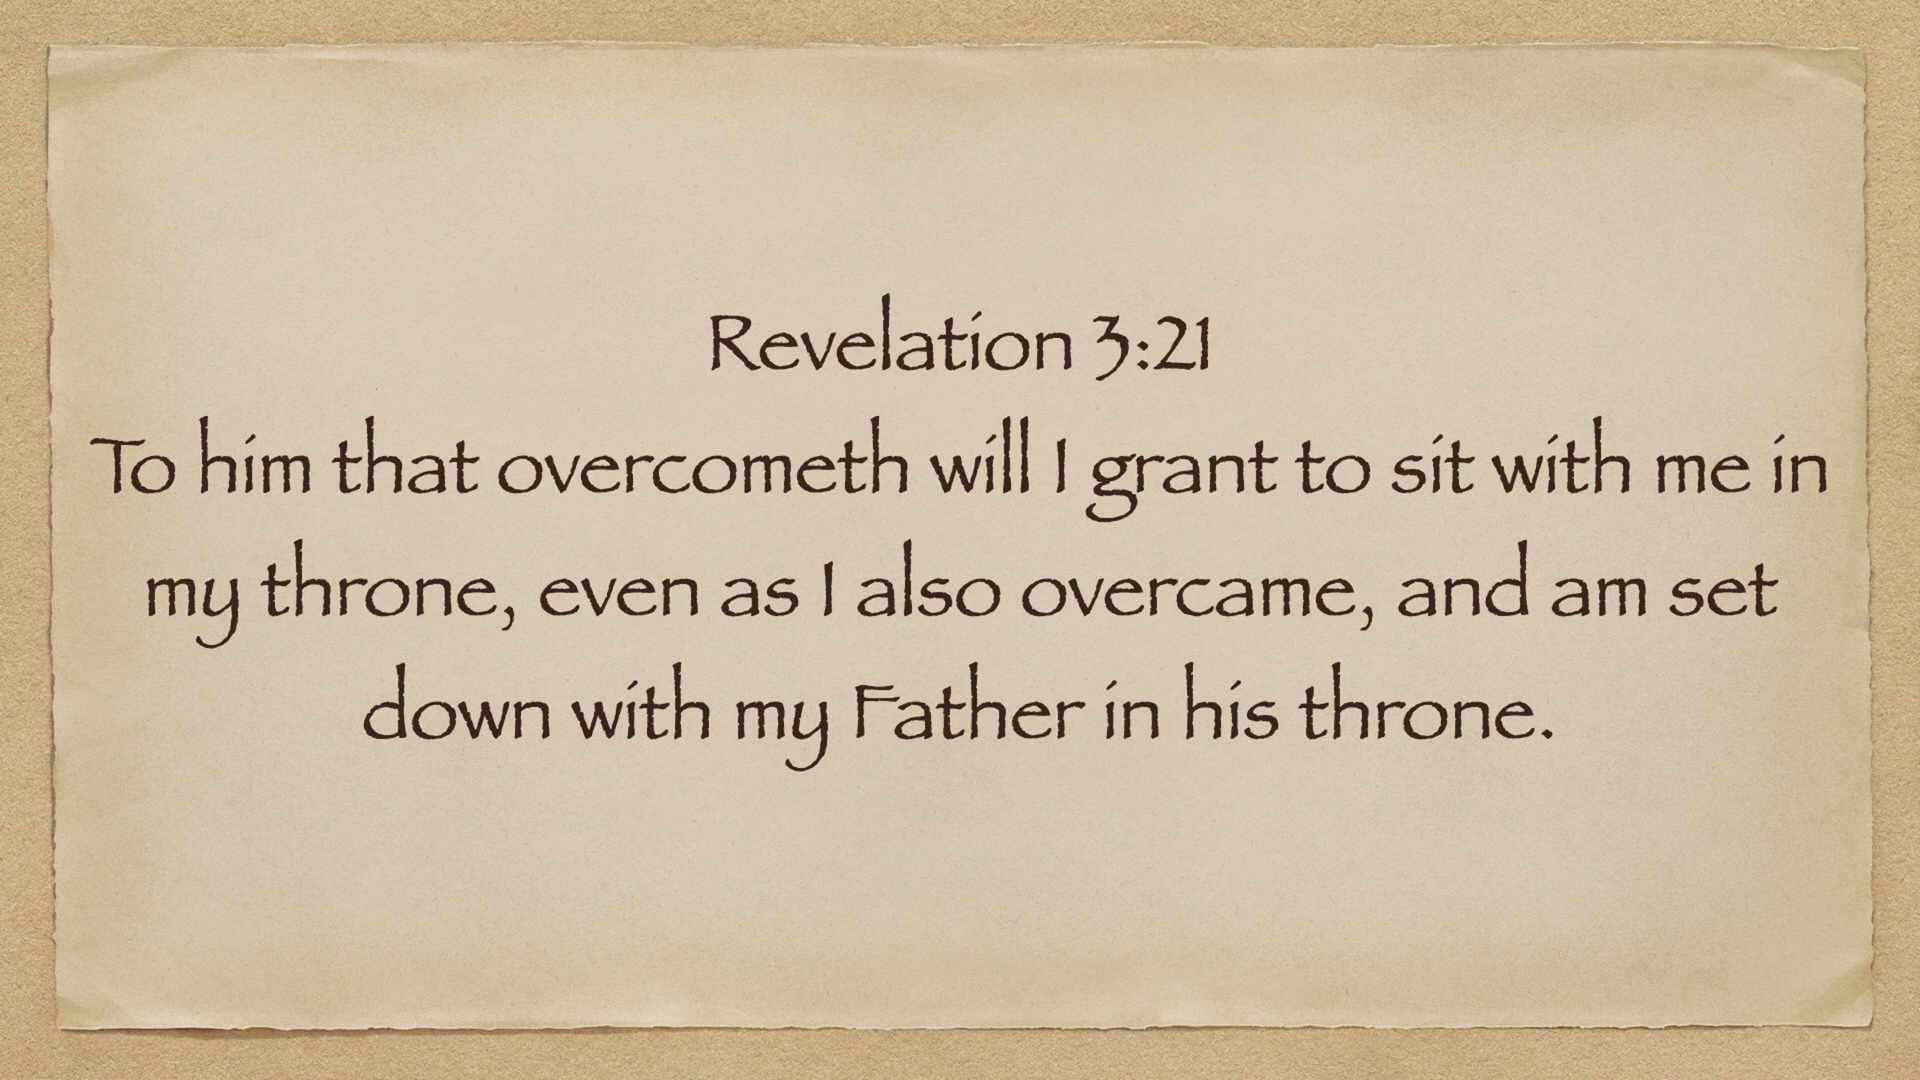 Revelation 3:21
To him that overcometh will I grant to sit with me in
my throne, even as I also overcame, and am set
down with my Father in his throne.